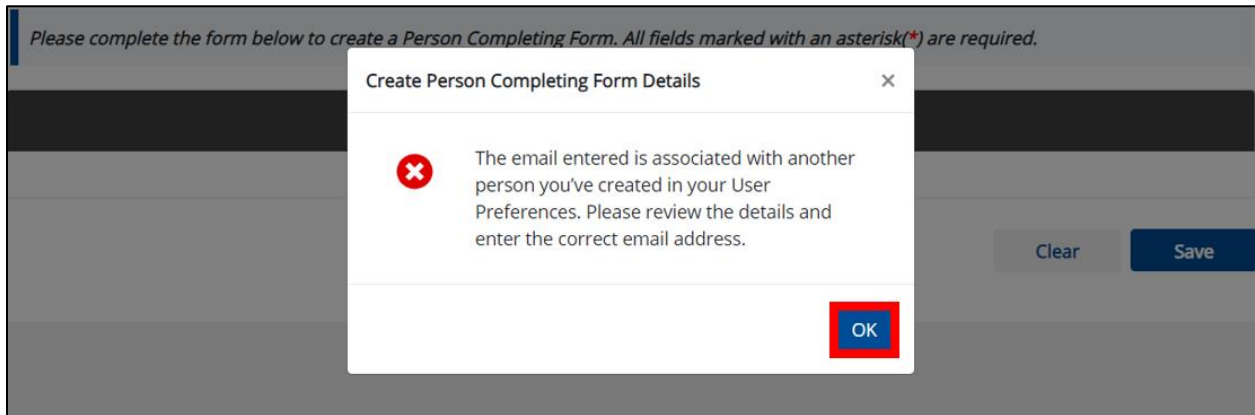 Please complete the form below to create a Person Completing Form. All fields marked with an asterisk(*) are required.
Create Person Completing Form Details ×
The email entered is associated with another
person you’ve created in your User
Preferences. Please review the details and
enter the correct email address.
Clear Save
OK